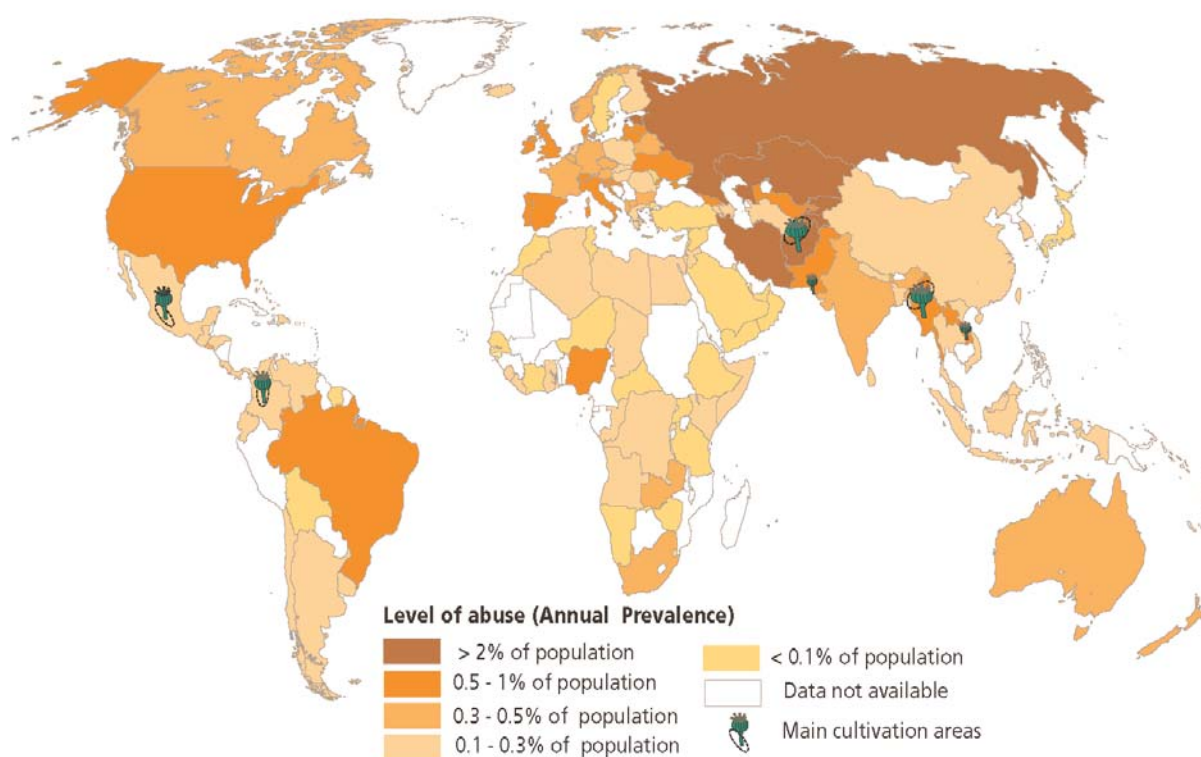 Level of abuse (Annual Prevalence)
> 2% of population
0.5 - 1% of population
0.3 - 0.5% of population
0.1 - 0.3% of population
< 0.1% of population
Data not available
Main cultivation areas